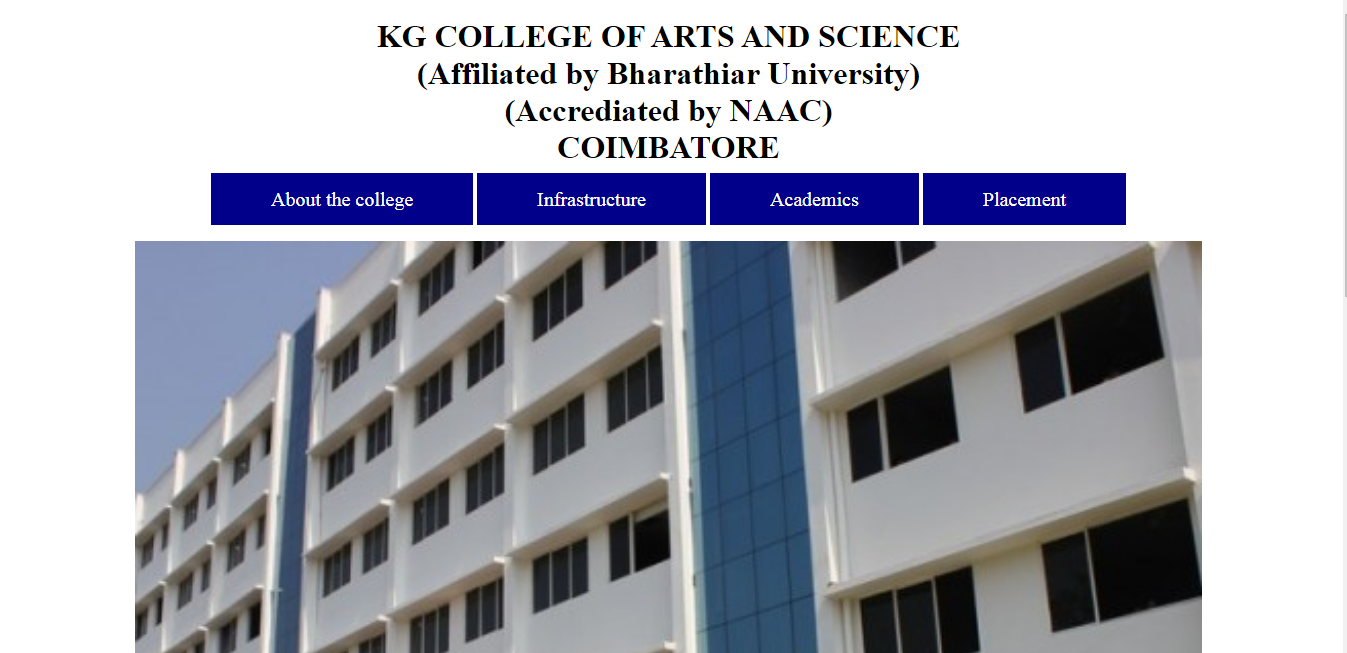 KG COLLEGE OF ARTS AND SCIENCE
(Affiliated by Bharathiar University)
(Accrediated by NAAC)
COIMBATORE
About the college Infrastructure Academics Placement